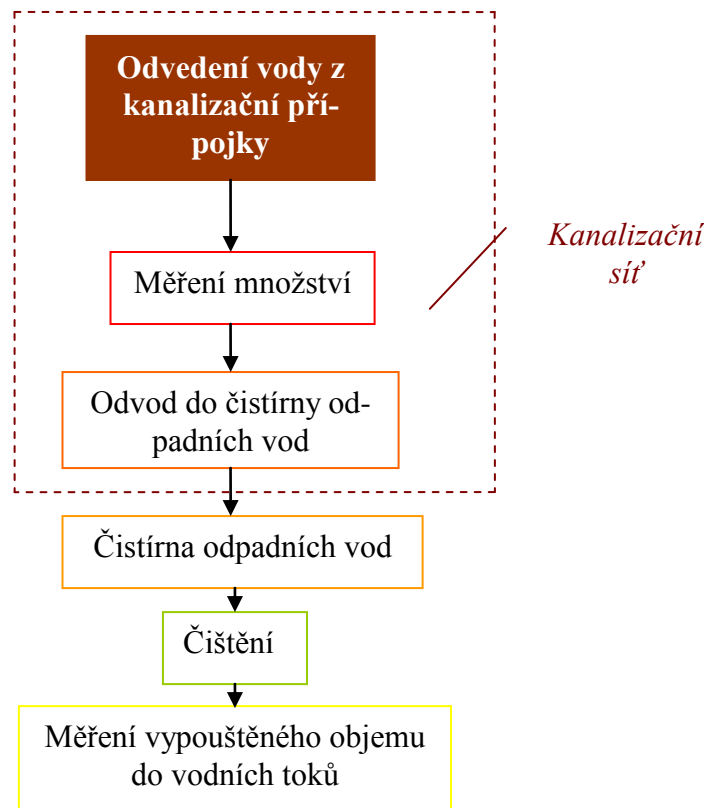 Odvedení vody z
kanalizační pří-
pojky
Měření množství
Kanalizační
síť
Odvod do čistírny od-
padních vod
Čistírna odpadních vod
Čištění
Měření vypouštěného objemu
do vodních toků